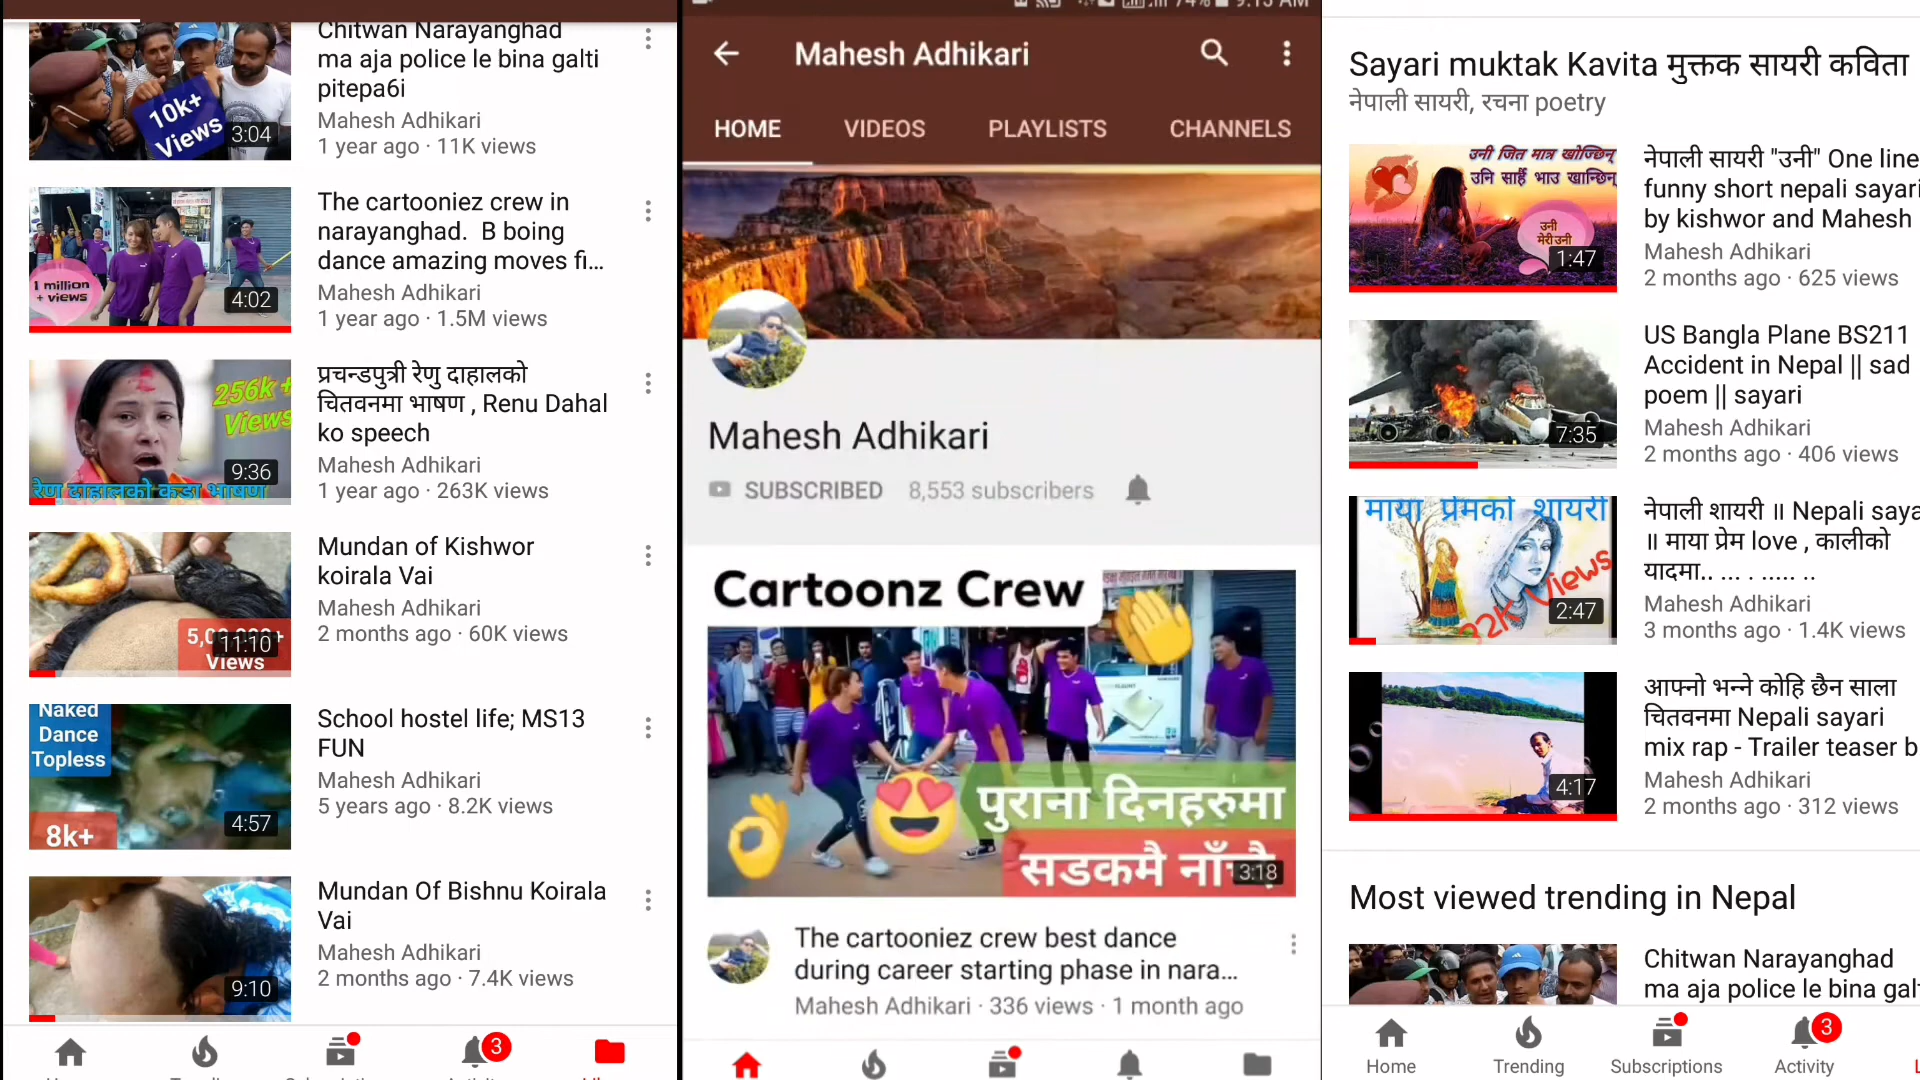 Chitwan Narayanghad
ma aja police le bina galti
pitepa6i
Mahesh Adhikari
1 year ago · 11K views
10k+
Views
3:04
The cartooniez crew in
narayanghad. B boing
dance amazing moves fi...
Mahesh Adhikari
1 year ago · 1.5M views
1 million
+ views
4:02
प्रचन्डपुत्री रेणु दाहालको
चितवनमा भाषण , Renu Dahal
ko speech
Mahesh Adhikari
1 year ago · 263K views
256k +
Views
9:36
रेणु दाहालको कडा भाषण
Mundan of Kishwor
koirala Vai
Mahesh Adhikari
2 months ago · 60K views
11:10
Views
School hostel life; MS13
FUN
Mahesh Adhikari
5 years ago · 8.2K views
Naked
Dance
Topless
8k+
4:57
Mundan Of Bishnu Koirala
Vai
Mahesh Adhikari
2 months ago · 7.4K views
9:10
3
74% 9:15 AM
Mahesh Adhikari
HOME VIDEOS PLAYLISTS CHANNELS
Mahesh Adhikari
SUBSCRIBED 8,553 subscribers
Cartoonz Crew
पुराना दिनहरुमा
सडकमै
3:18
The cartooniez crew best dance
during career starting phase in nara...
Mahesh Adhikari · 336 views · 1 month ago
Sayari muktak Kavita मुक्तक सायरी कविता
नेपाली सायरी, रचना poetry
उनी जित मात्र खोज्छिन्
उनि साह्रै भाउ खान्छिन्
उनी
मेरी उनी
1:47
नेपाली सायरी "उनी" One line
funny short nepali sayari
by kishwor and Mahesh
Mahesh Adhikari
2 months ago · 625 views
US Bangla Plane BS211
Accident in Nepal || sad
poem || sayari
Mahesh Adhikari
2 months ago · 406 views
7:35
माया प्रेमको शायरी
Views
2:47
नेपाली शायरी ॥ Nepali saya
॥ माया प्रेम love , कालीको
यादमा.. ... . ..... ..
Mahesh Adhikari
3 months ago · 1.4K views
आफ्नो भन्ने कोहि छैन साला
चितवनमा Nepali sayari
mix rap - Trailer teaser b
Mahesh Adhikari
2 months ago · 312 views
4:17
Most viewed trending in Nepal
Chitwan Narayanghad
ma aja police le bina gal
Home Trending Subscriptions Activity
3